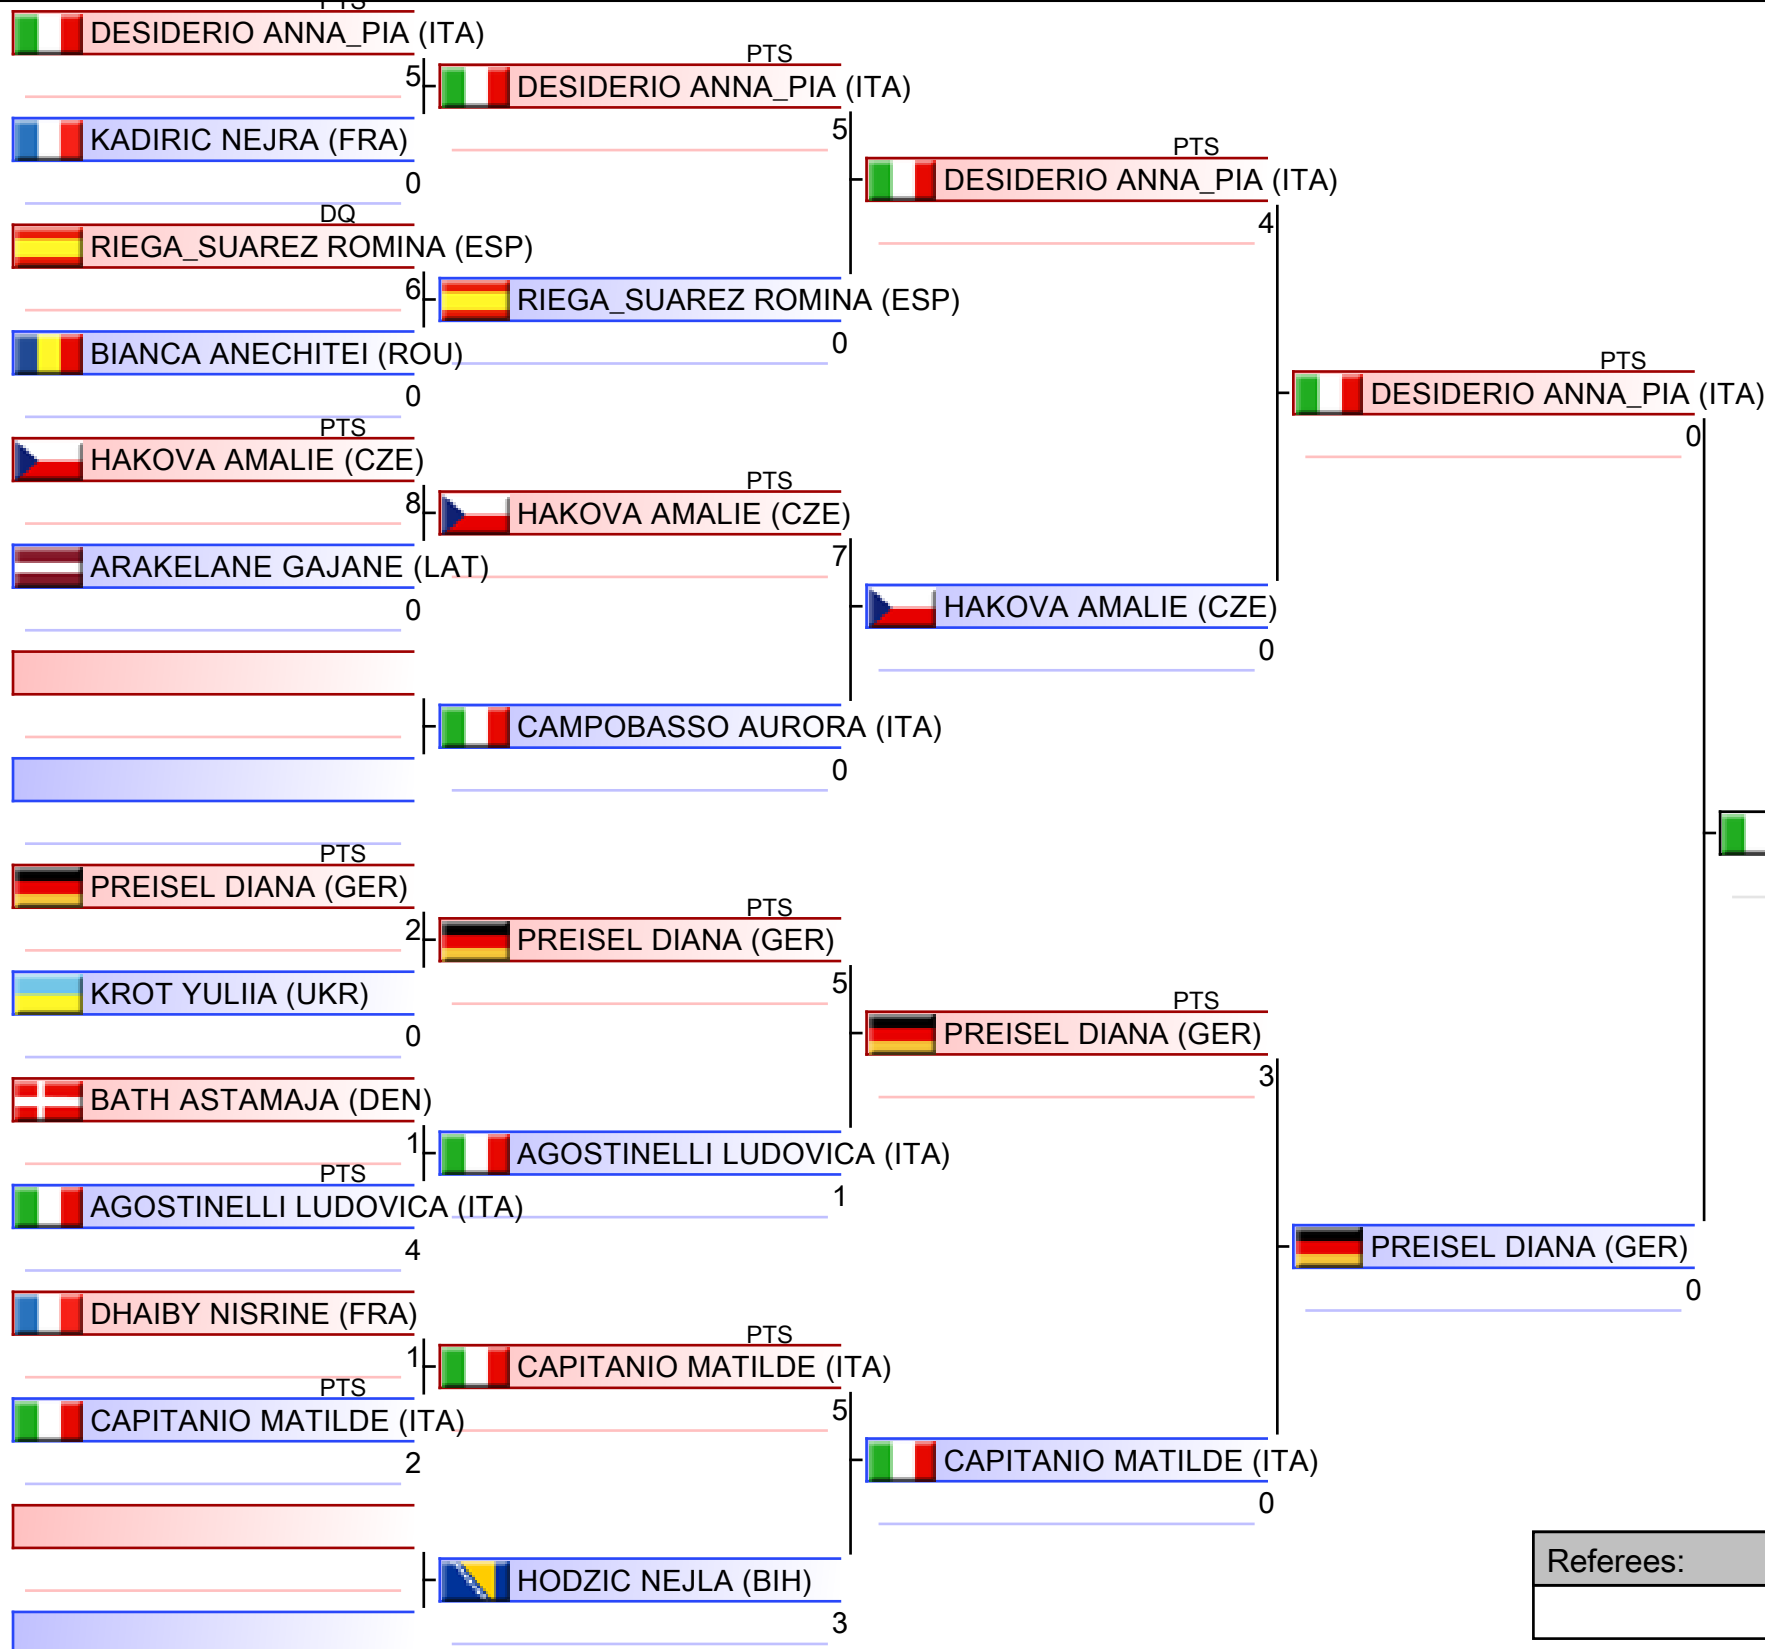 PTS
DESIDERIO ANNA_PIA (ITA)
5
KADIRIC NEJRA (FRA)
0
DQ
RIEGA_SUAREZ ROMINA (ESP)
6
BIANCA ANECHITEI (ROU)
0
PTS
HAKOVA AMALIE (CZE)
8
ARAKELANE GAJANE (LAT)
0
PTS
PREISEL DIANA (GER)
2
KROT YULIIA (UKR)
0
BATH ASTAMAJA (DEN)
1
PTS
AGOSTINELLI LUDOVICA (ITA)
4
DHAIBY NISRINE (FRA)
1
PTS
CAPITANIO MATILDE (ITA)
2
PTS
DESIDERIO ANNA_PIA (ITA)
5
RIEGA_SUAREZ ROMINA (ESP)
0
PTS
HAKOVA AMALIE (CZE)
7
CAMPOBASSO AURORA (ITA)
0
PTS
PREISEL DIANA (GER)
5
AGOSTINELLI LUDOVICA (ITA)
1
PTS
CAPITANIO MATILDE (ITA)
5
HODZIC NEJLA (BIH)
3
PTS
DESIDERIO ANNA_PIA (ITA)
4
HAKOVA AMALIE (CZE)
0
PTS
PREISEL DIANA (GER)
3
CAPITANIO MATILDE (ITA)
0
PTS
DESIDERIO ANNA_PIA (ITA)
0
PREISEL DIANA (GER)
0
Referees: